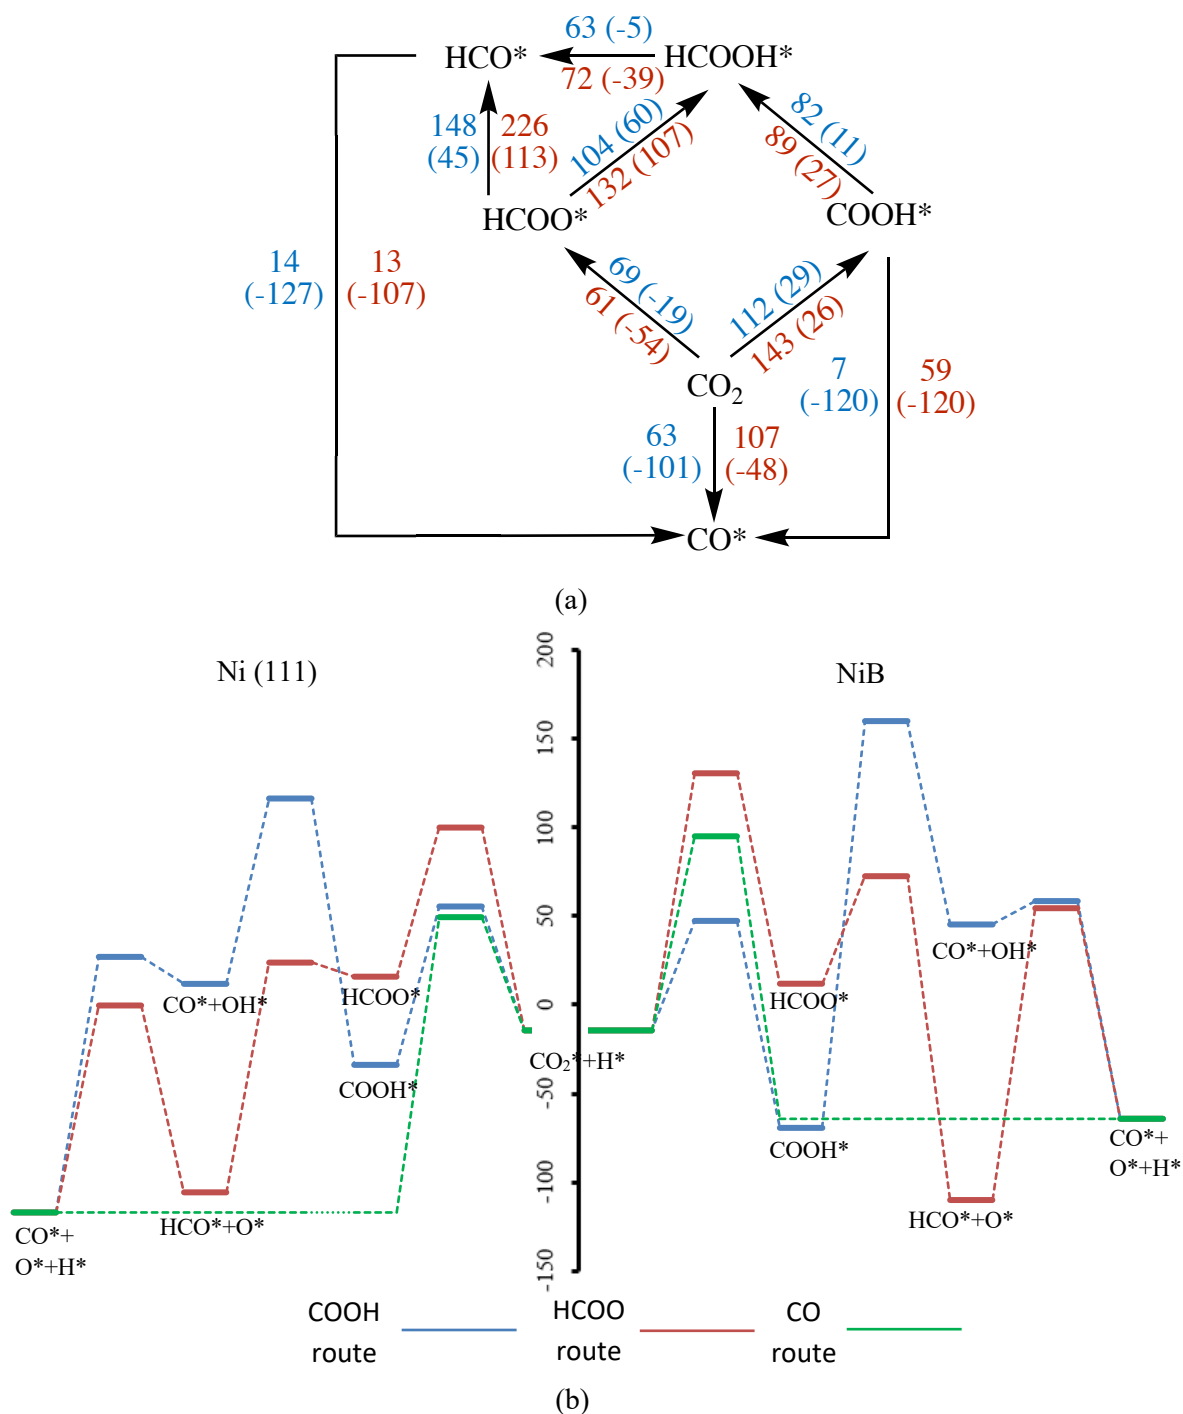 63 (-5)
HCO*
HCOOH*
72 (-39)
148
(45)
226
(113)
104 (60)
132 (107)
82 (11)
89 (27)
HCOO*
COOH*
14
(-127)
13
(-107)
69 (-19)
61 (-54)
112 (29)
143 (26)
CO₂
7
(-120)
59
(-120)
63
(-101)
107
(-48)
CO*
(a)
Ni (111)
NiB
200
150
100
50
0
-50
-100
-150
CO*+OH*
HCOO*
COOH*
HCO*+O*
CO*+
O*+H*
CO₂*+H*
HCOO*
COOH*
CO*+OH*
HCO*+O*
CO*+
O*+H*
COOH
route
HCOO
route
CO
route
(b)